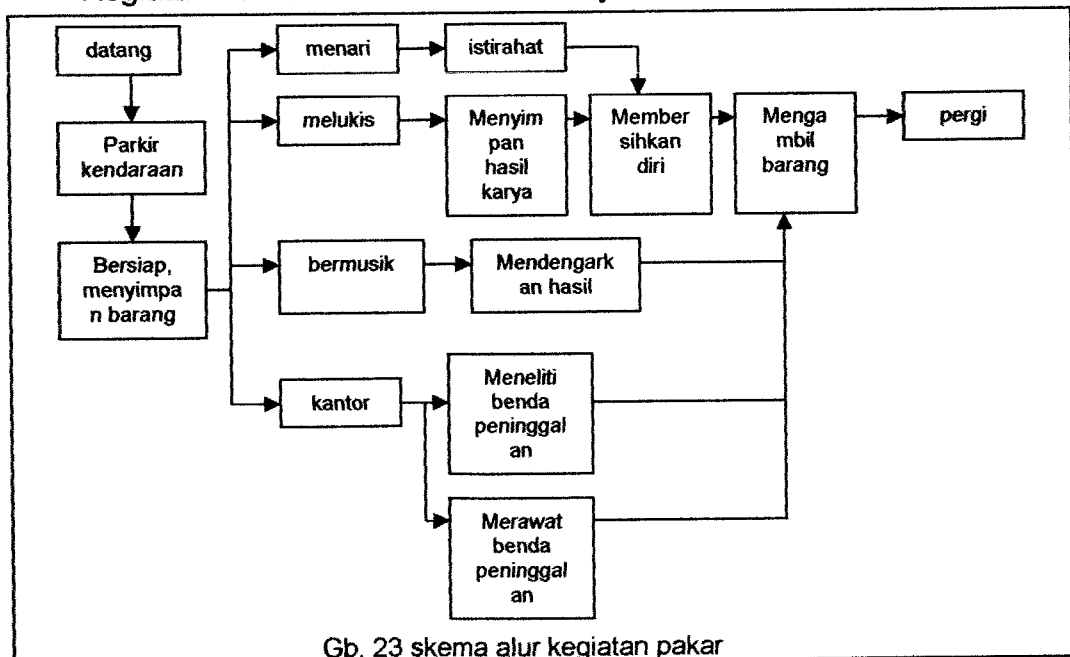 datang
Parkir
kendaraan
Bersiap,
menyimpa
n barang
menari
istirahat
melukis
Menyim
pan
hasil
karya
Member
sihkan
diri
Menga
mbil
barang
pergi
bermusik
Mendengark
an hasil
kantor
Meneliti
benda
peninggal
an
Merawat
benda
peninggal
an
Gb. 23 skema alur kegiatan pakar